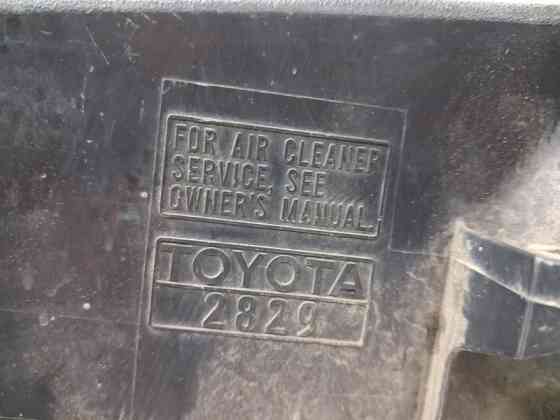 FOR AIR CLEANER
SERVICE, SEE
OWNER'S MANUAL.
TOYOTA
2829